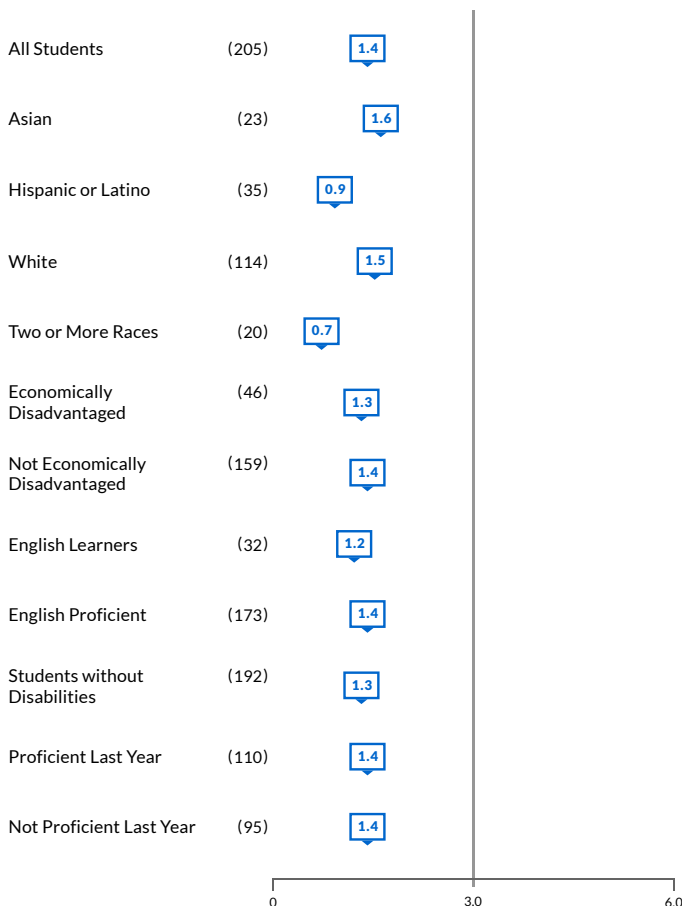 All Students (205) 1.4
Asian (23) 1.6
Hispanic or Latino (35) 0.9
White (114) 1.5
Two or More Races (20) 0.7
Economically (46)
Disadvantaged 1.3
Not Economically (159)
Disadvantaged 1.4
English Learners (32) 1.2
English Proficient (173) 1.4
Students without (192)
Disabilities 1.3
Proficient Last Year (110) 1.4
Not Proficient Last Year (95) 1.4
0 3.0 6.0